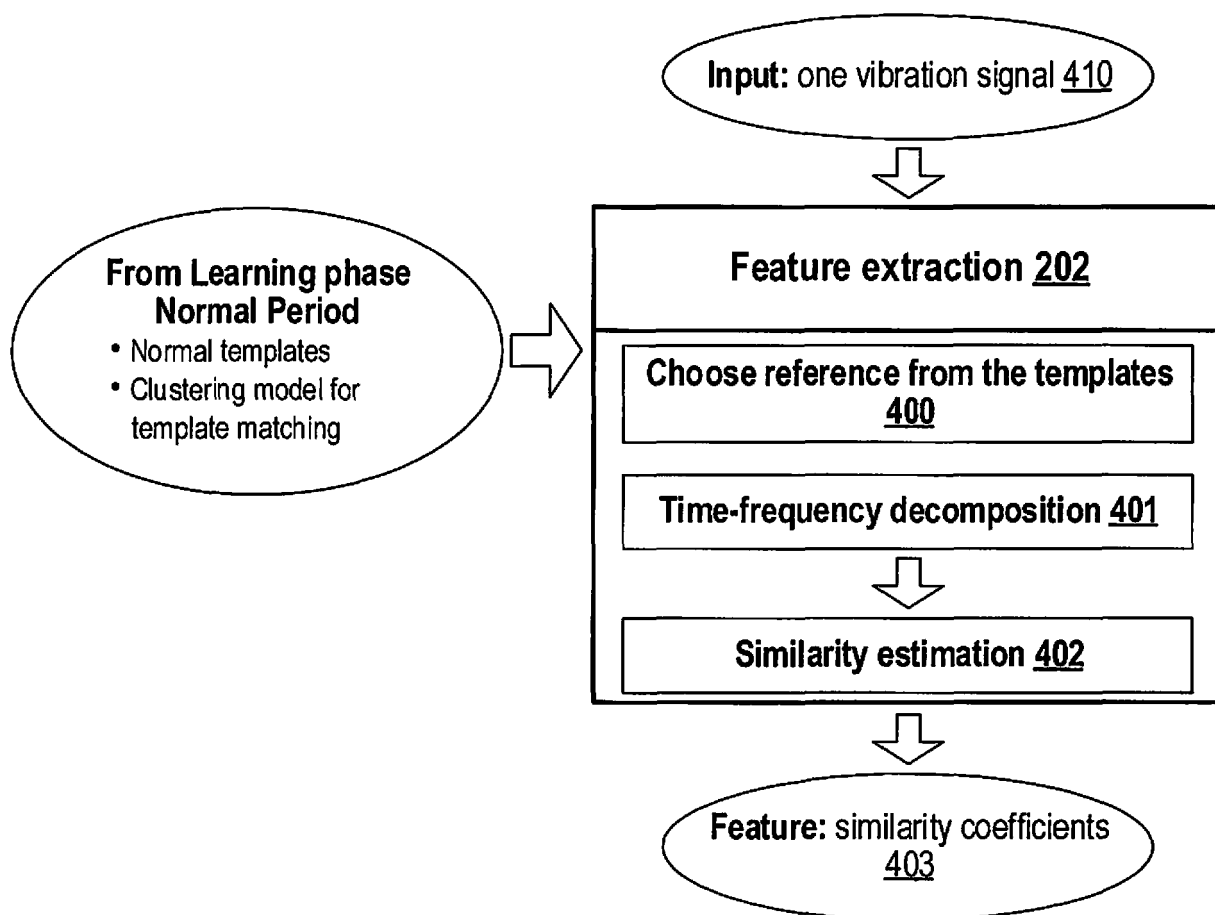 Input: one vibration signal 410
From Learning phase
Normal Period
• Normal templates
• Clustering model for
template matching
Feature extraction 202
Choose reference from the templates
400
Time-frequency decomposition 401
Similarity estimation 402
Feature: similarity coefficients
403